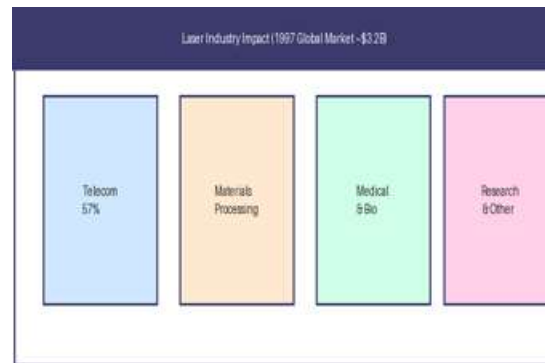 Laser Industry Impact (1997 Global Market ~$3.2B)
Telecom
57%
Materials
Processing
Medical
& Bio
Research
& Other